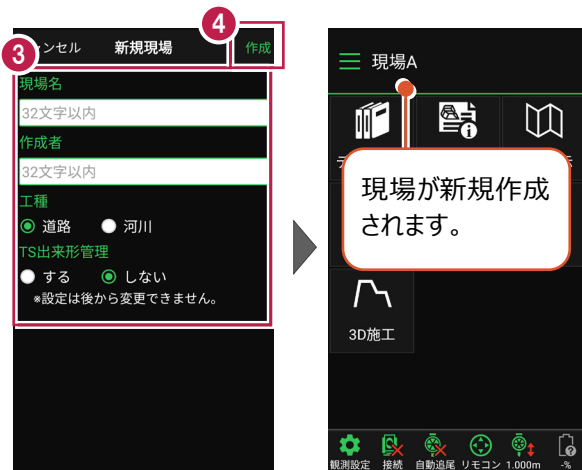 3
4
ンセル
新規現場
作成
現場名
32文字以内
作成者
32文字以内
工種
道路
河川
TS出来形管理
する
しない
※設定は後から変更できません。
現場A
現場が新規作成
されます。
3D施工
観測設定
接続
自動追尾
リモコン
1.000m
-%